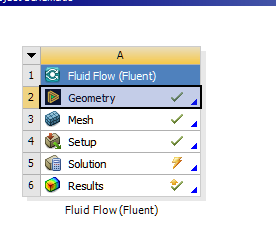 A
1 Fluid Flow (Fluent)
2 Geometry
3 Mesh
4 Setup
5 Solution
6 Results
Fluid Flow (Fluent)